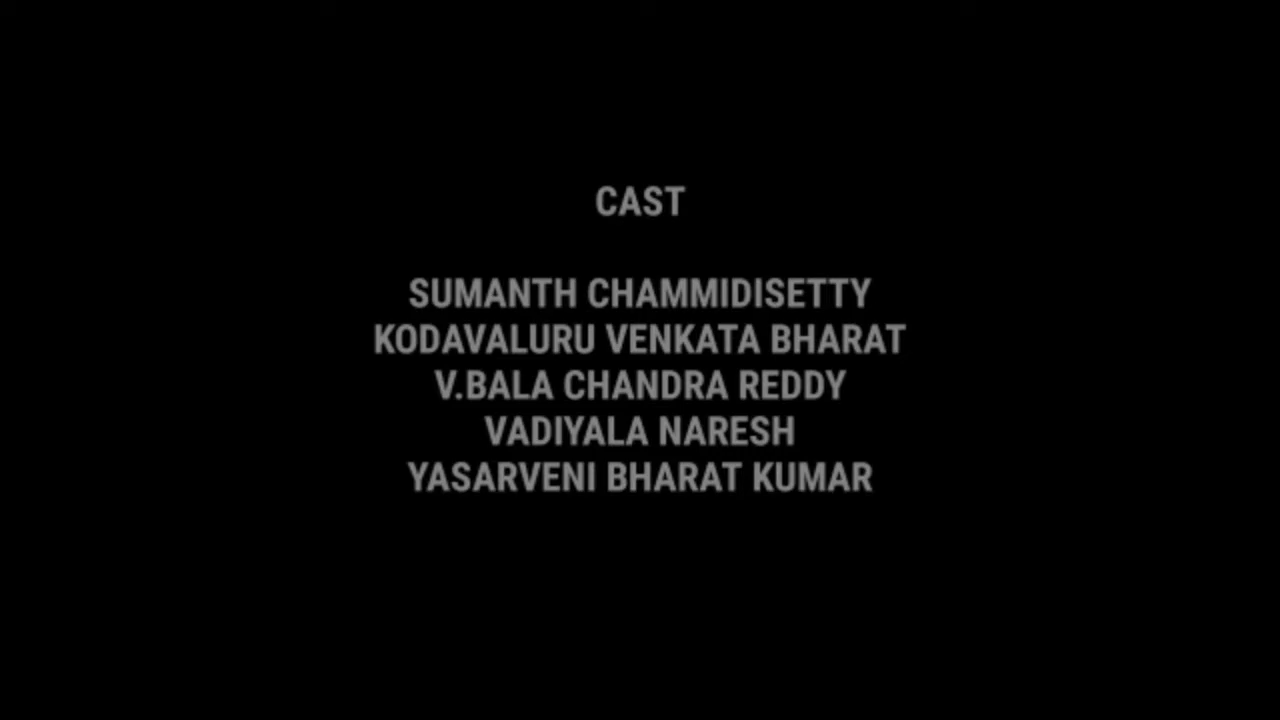 CAST
SUMANTH CHAMMIDISETTY
KODAVALURU VENKATA BHARAT
V.BALA CHANDRA REDDY
VADIYALA NARESH
YASARVENI BHARAT KUMAR